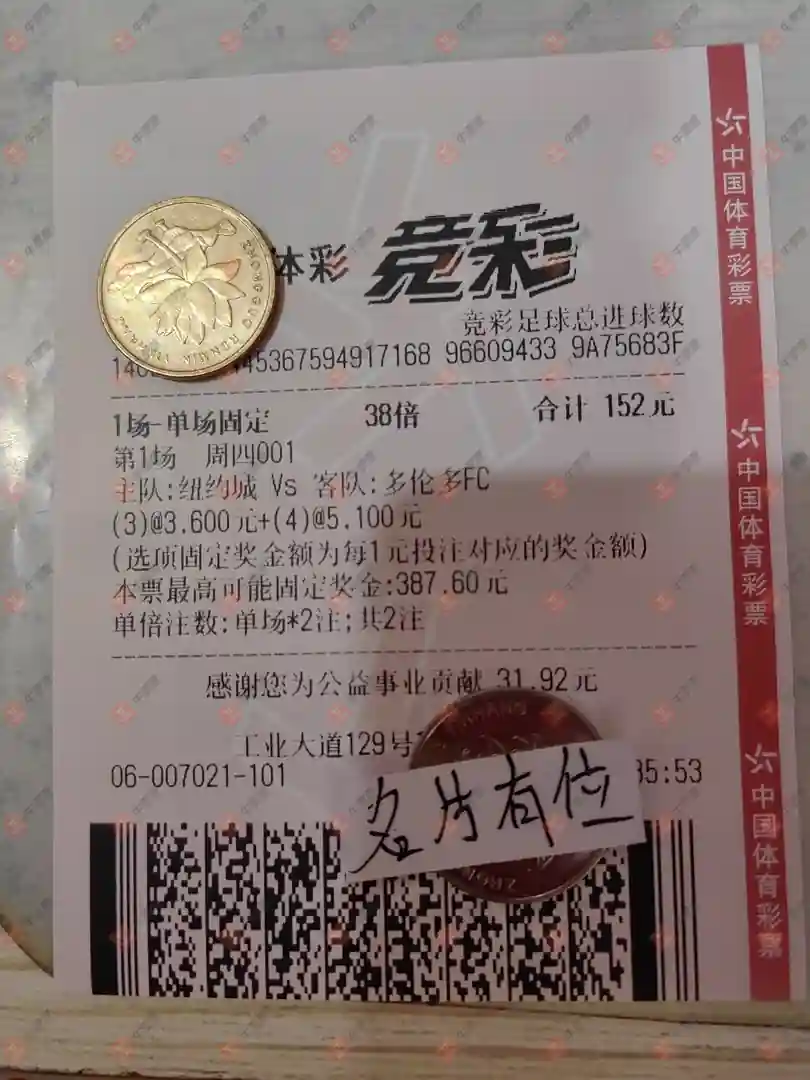 体彩 竞彩
竞彩足球总进球数
45367594917168 96609433 9A75683F
1场-单场固定 38倍 合计 152元
第1场 周四001
主队:纽约城 Vs 客队:多伦多FC
(3)@3.600元+(4)@5.100元
(选项固定奖金额为每1元投注对应的奖金额)
本票最高可能固定奖金:387.60元
单倍注数:单场*2注;共2注
感谢您为公益事业贡献 31.92元
工业大道129号
06-007021-101 35:53
名片有位
中国体育彩票
中国体育彩票
中国体育彩票